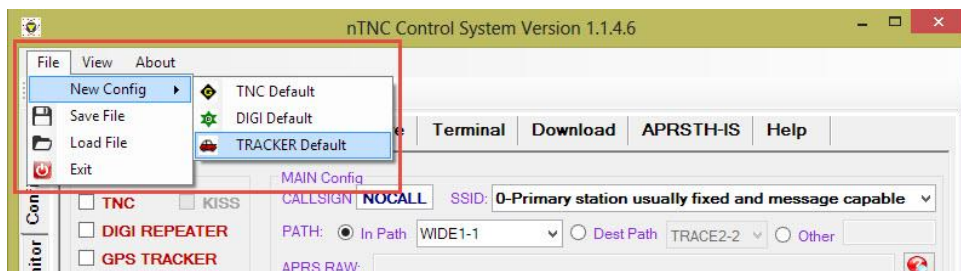 nTNC Control System Version 1.1.4.6
File View About
New Config
TNC Default
Save File
DIGI Default
Load File
TRACKER Default
Exit
Terminal Download APRSTH-IS Help
MAIN Config
TNC KISS
CALLSIGN NOCALL SSID: 0-Primary station usually fixed and message capable
DIGI REPEATER
PATH: In Path WIDE1-1 Dest Path TRACE2-2 Other
GPS TRACKER
APRS RAW: